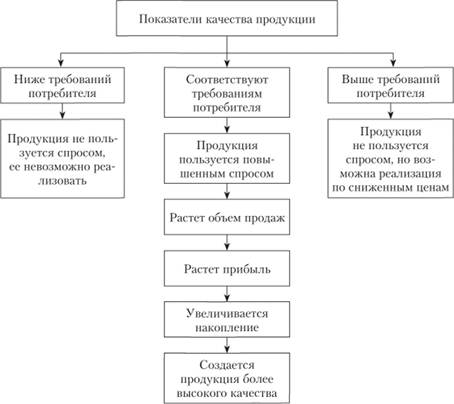 Показатели качества продукции
Ниже требований
потребителя
Соответствуют
требованиям
потребителя
Выше требований
потребителя
Продукция не поль-
зуется спросом,
ее невозможно реа-
лизовать
Продукция
пользуется повы-
шенным спросом
Продукция
не пользуется
спросом, но воз-
можна реализация
по сниженным ценам
Растет объем продаж
Растет прибыль
Увеличивается
накопление
Создается
продукция более
высокого качества